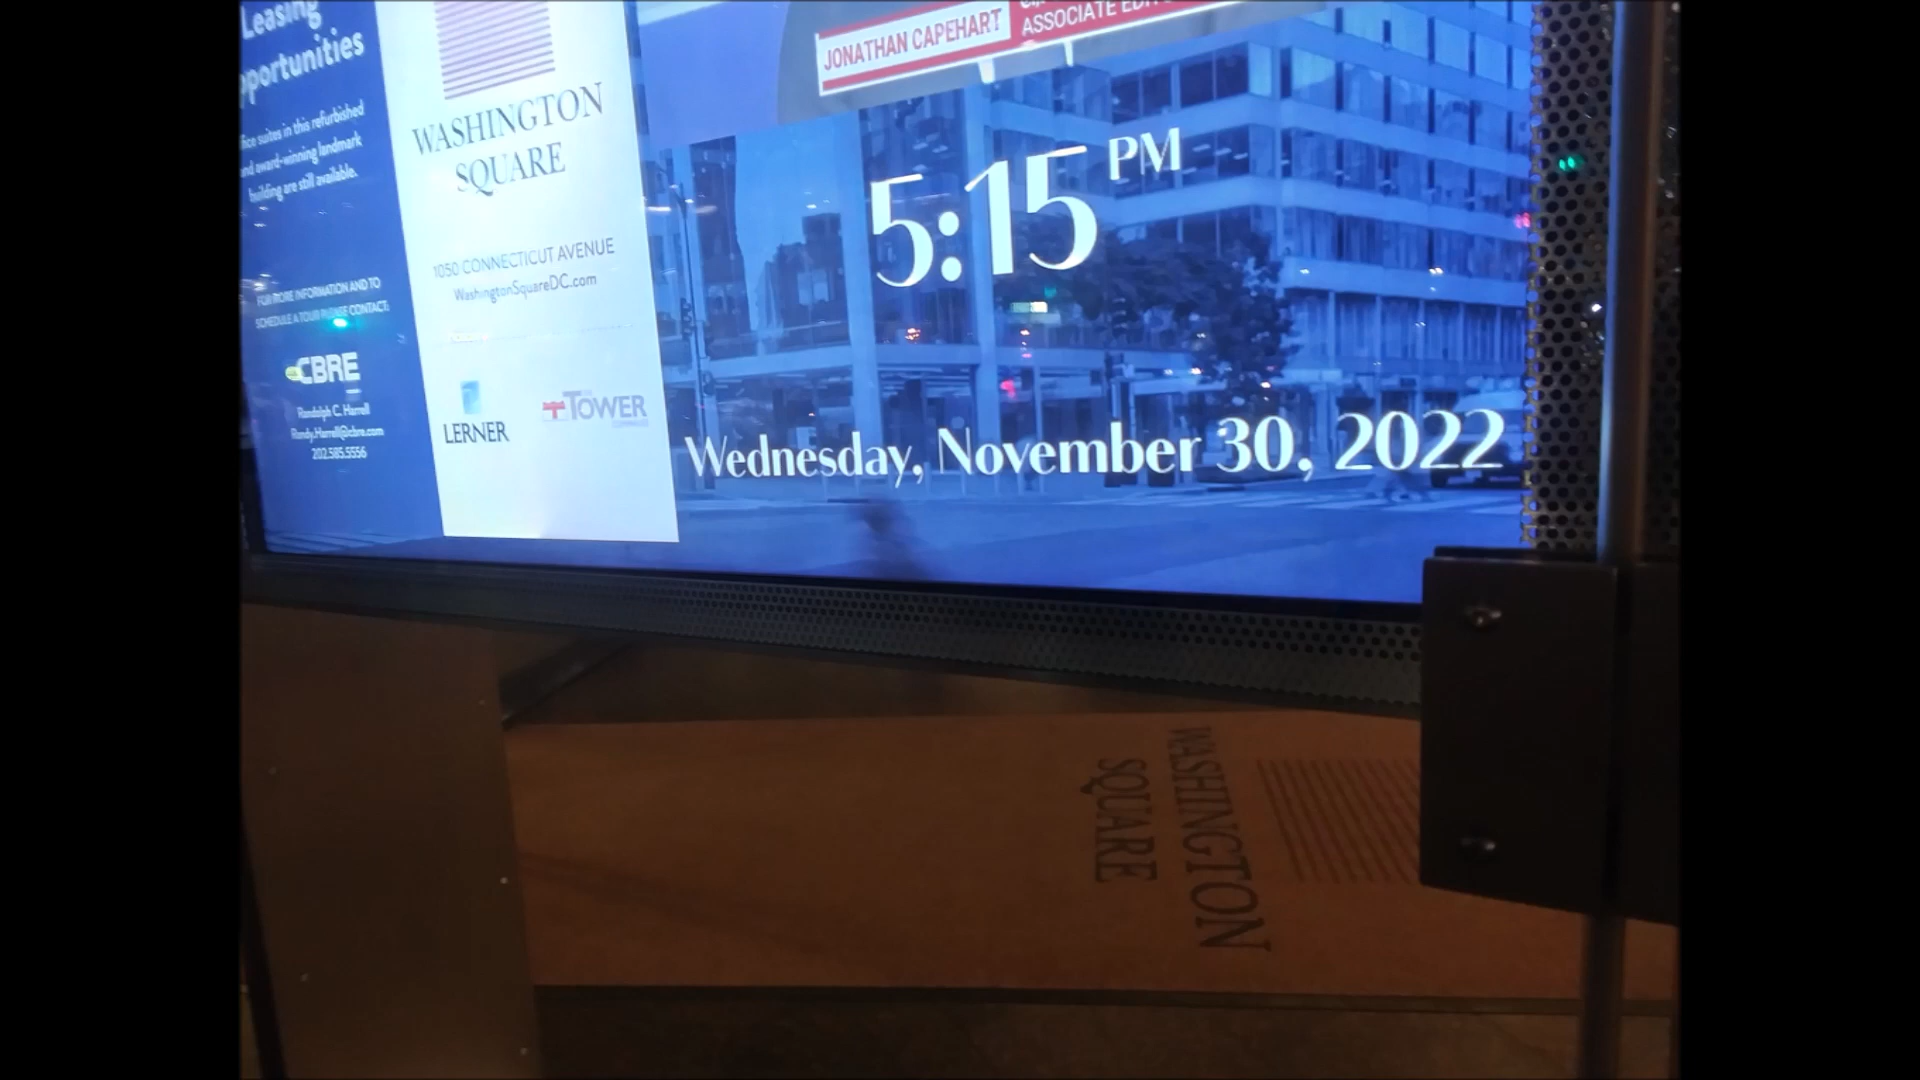 Leasing
pportunities
fice suites in this refurbished
nd award-winning landmark
building are still available.
FOR MORE INFORMATION AND TO
SCHEDULE A TOUR PLEASE CONTACT:
CBRE
Randolph C. Harrell
Randy.Harrell@cbre.com
202.585.5556
WASHINGTON
SQUARE
1050 CONNECTICUT AVENUE
WashingtonSquareDC.com
LERNER
TOWER
JONATHAN CAPEHART
ASSOCIATE EDIT
5:15 PM
Wednesday, November 30, 2022
WASHINGTON
SQUARE